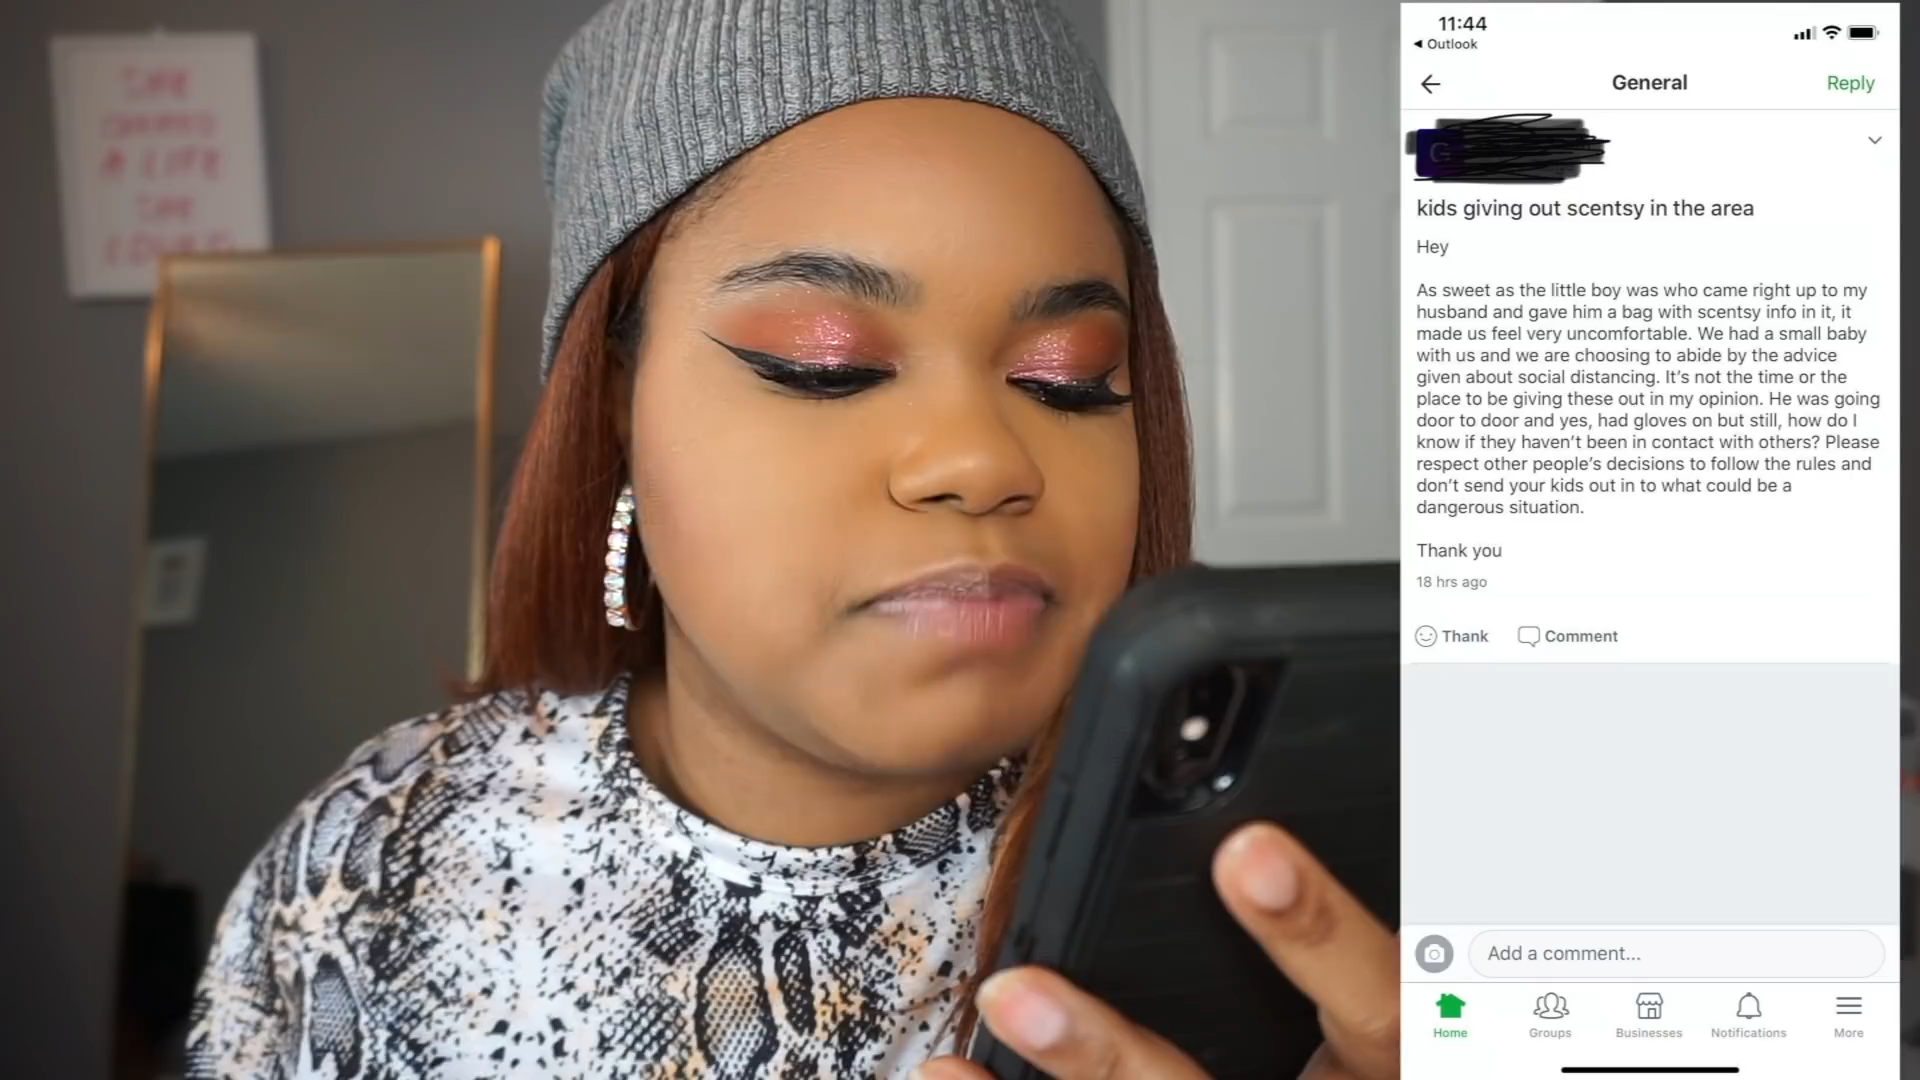 SHE
A LIFE
SHE
11:44
Outlook
General
Reply
G
kids giving out scentsy in the area
Hey
As sweet as the little boy was who came right up to my
husband and gave him a bag with scentsy info in it, it
made us feel very uncomfortable. We had a small baby
with us and we are choosing to abide by the advice
given about social distancing. It’s not the time or the
place to be giving these out in my opinion. He was going
door to door and yes, had gloves on but still, how do I
know if they haven’t been in contact with others? Please
respect other people’s decisions to follow the rules and
don’t send your kids out in to what could be a
dangerous situation.
Thank you
18 hrs ago
Thank
Comment
Add a comment...
Home
Groups
Businesses
Notifications
More